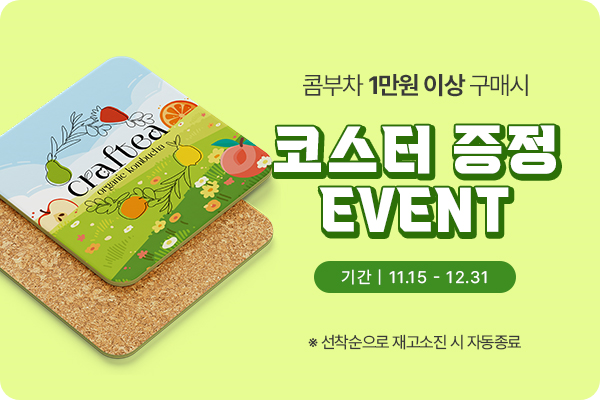 craftea
organic kombucha
콤부차 1만원 이상 구매시
코스터 증정
EVENT
기간 | 11.15 - 12.31
※ 선착순으로 재고소진 시 자동종료